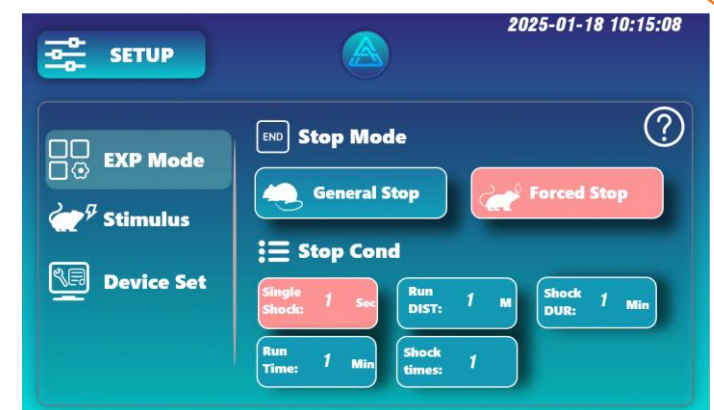 2025-01-18 10:15:08
SETUP
EXP Mode
Stimulus
Device Set
END Stop Mode
?
General Stop
Forced Stop
Stop Cond
Single Shock: 1 Sec
Run DIST: 1 M
Shock DUR: 1 Min
Run Time: 1 Min
Shock times: 1